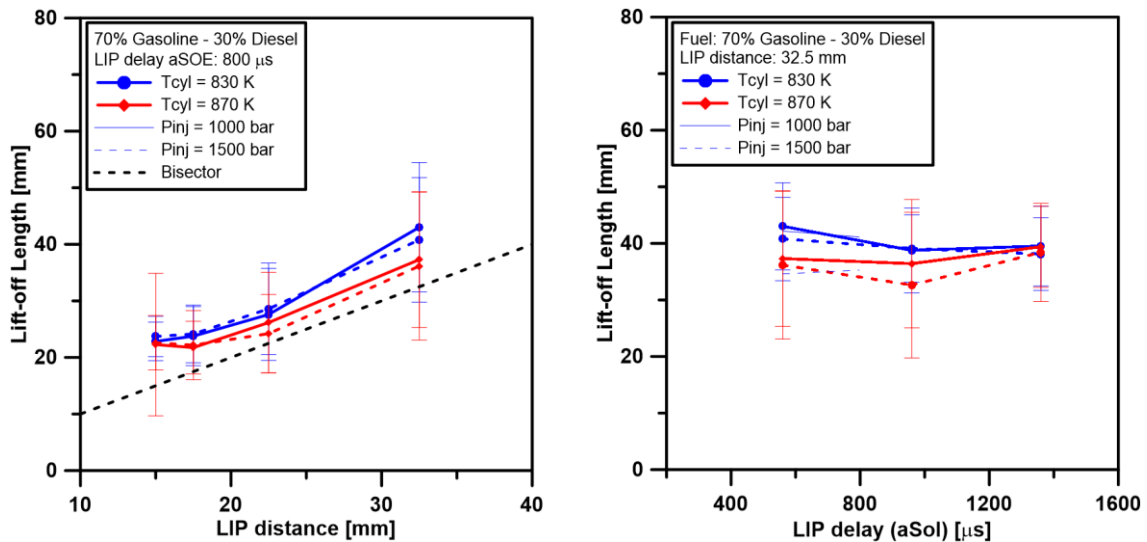 70% Gasoline - 30% Diesel
LIP delay aSOE: 800 μs
Tcyl = 830 K
Tcyl = 870 K
Pinj = 1000 bar
Pinj = 1500 bar
Bisector
Lift-off Length [mm]
80
60
40
20
0
10 20 30 40
LIP distance [mm]
Fuel: 70% Gasoline - 30% Diesel
LIP distance: 32.5 mm
Tcyl = 830 K
Tcyl = 870 K
Pinj = 1000 bar
Pinj = 1500 bar
Lift-off Length [mm]
80
60
40
20
0
400 800 1200 1600
LIP delay (aSol) [μs]